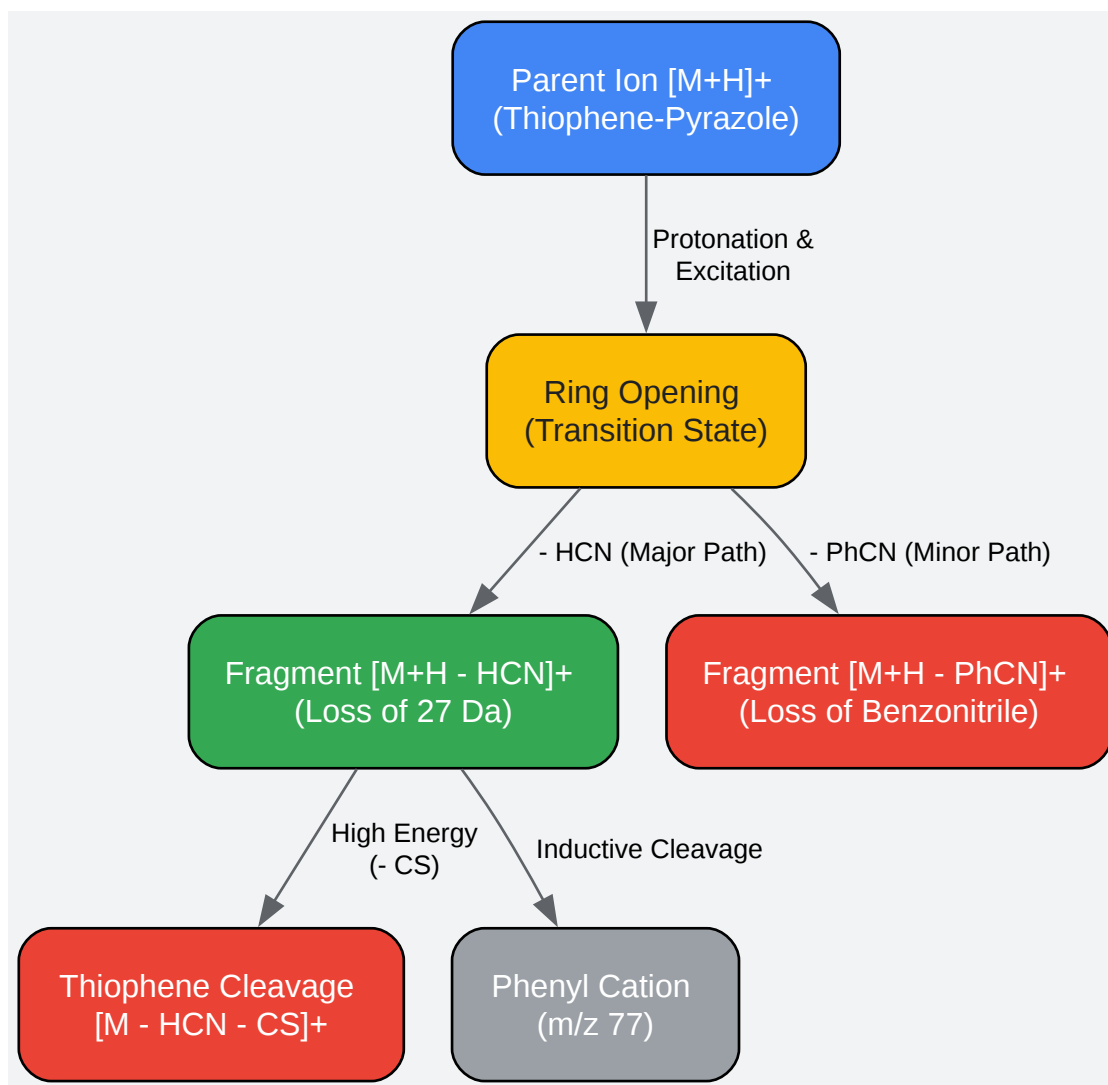 Parent Ion [M+H]+
(Thiophene-Pyrazole)
Protonation &
Excitation
Ring Opening
(Transition State)
- HCN (Major Path)
- PhCN (Minor Path)
Fragment [M+H - HCN]+
(Loss of 27 Da)
Fragment [M+H - PhCN]+
(Loss of Benzonitrile)
High Energy
(- CS)
Inductive Cleavage
Thiophene Cleavage
[M - HCN - CS]+
Phenyl Cation
(m/z 77)